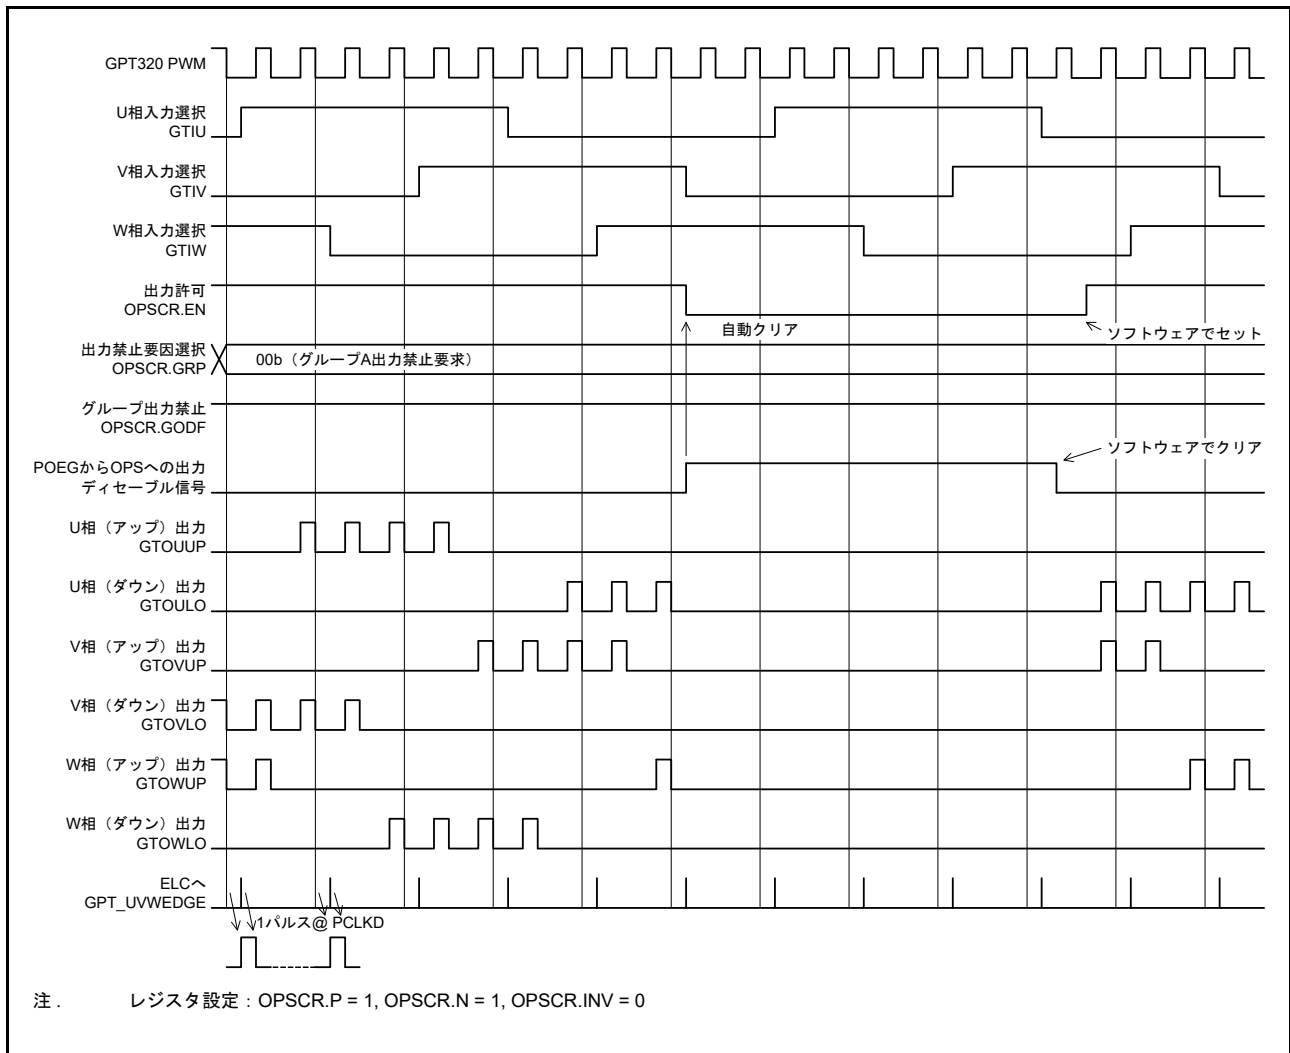 GPT320 PWM
U相入力選択
GTIU
V相入力選択
GTIV
W相入力選択
GTIW
出力許可
OPSCR.EN
自動クリア
ソフトウェアでセット
出力禁止要因選択
OPSCR.GRP
00b（グループA出力禁止要求）
グループ出力禁止
OPSCR.GODF
ソフトウェアでクリア
POEGからOPSへの出力
ディセーブル信号
U相（アップ）出力
GTOUUP
U相（ダウン）出力
GTOULO
V相（アップ）出力
GTOVUP
V相（ダウン）出力
GTOVLO
W相（アップ）出力
GTOWUP
W相（ダウン）出力
GTOWLO
ELCへ
GPT_UVWEDGE
1パルス@ PCLKD
注． レジスタ設定：OPSCR.P = 1, OPSCR.N = 1, OPSCR.INV = 0